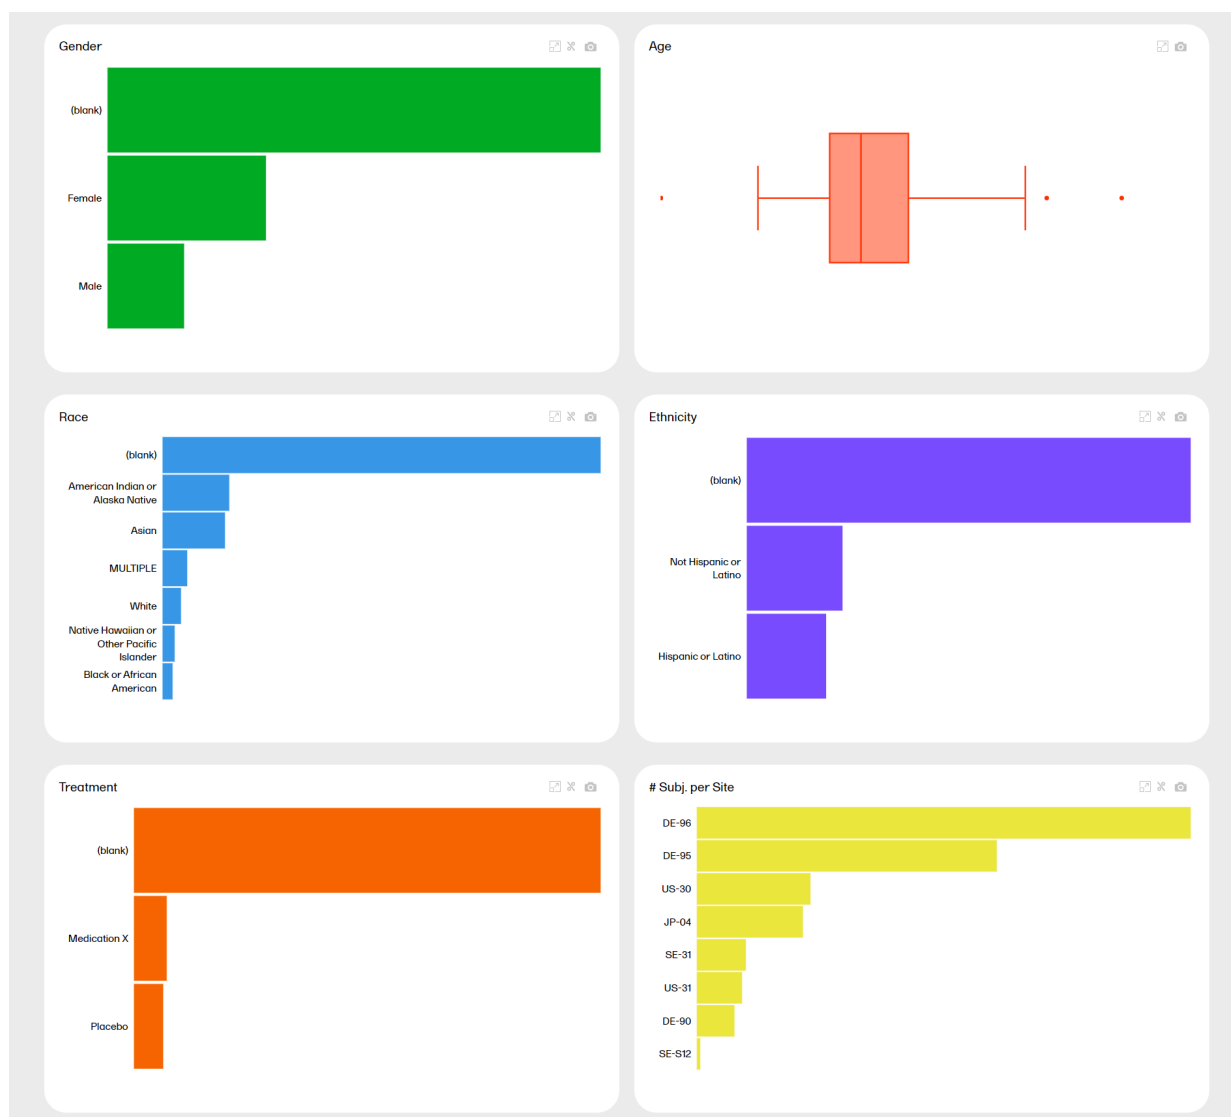 Gender
(blank)
Female
Male
Age
Race
(blank)
American Indian or
Alaska Native
Asian
MULTIPLE
White
Native Hawaiian or
Other Pacific
Islander
Black or African
American
Ethnicity
(blank)
Not Hispanic or
Latino
Hispanic or Latino
Treatment
(blank)
Medication X
Placebo
# Subj. per Site
DE-96
DE-95
US-30
JP-04
SE-31
US-31
DE-90
SE-S12